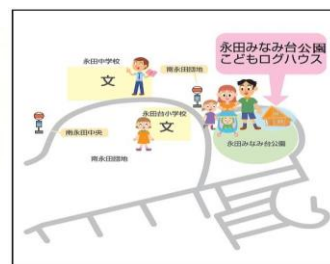 永田みなみ台公園
こどもログハウス
永田中学校
文
南永田団地
永田台小学校
文
南永田中央
南永田団地
永田みなみ台公園